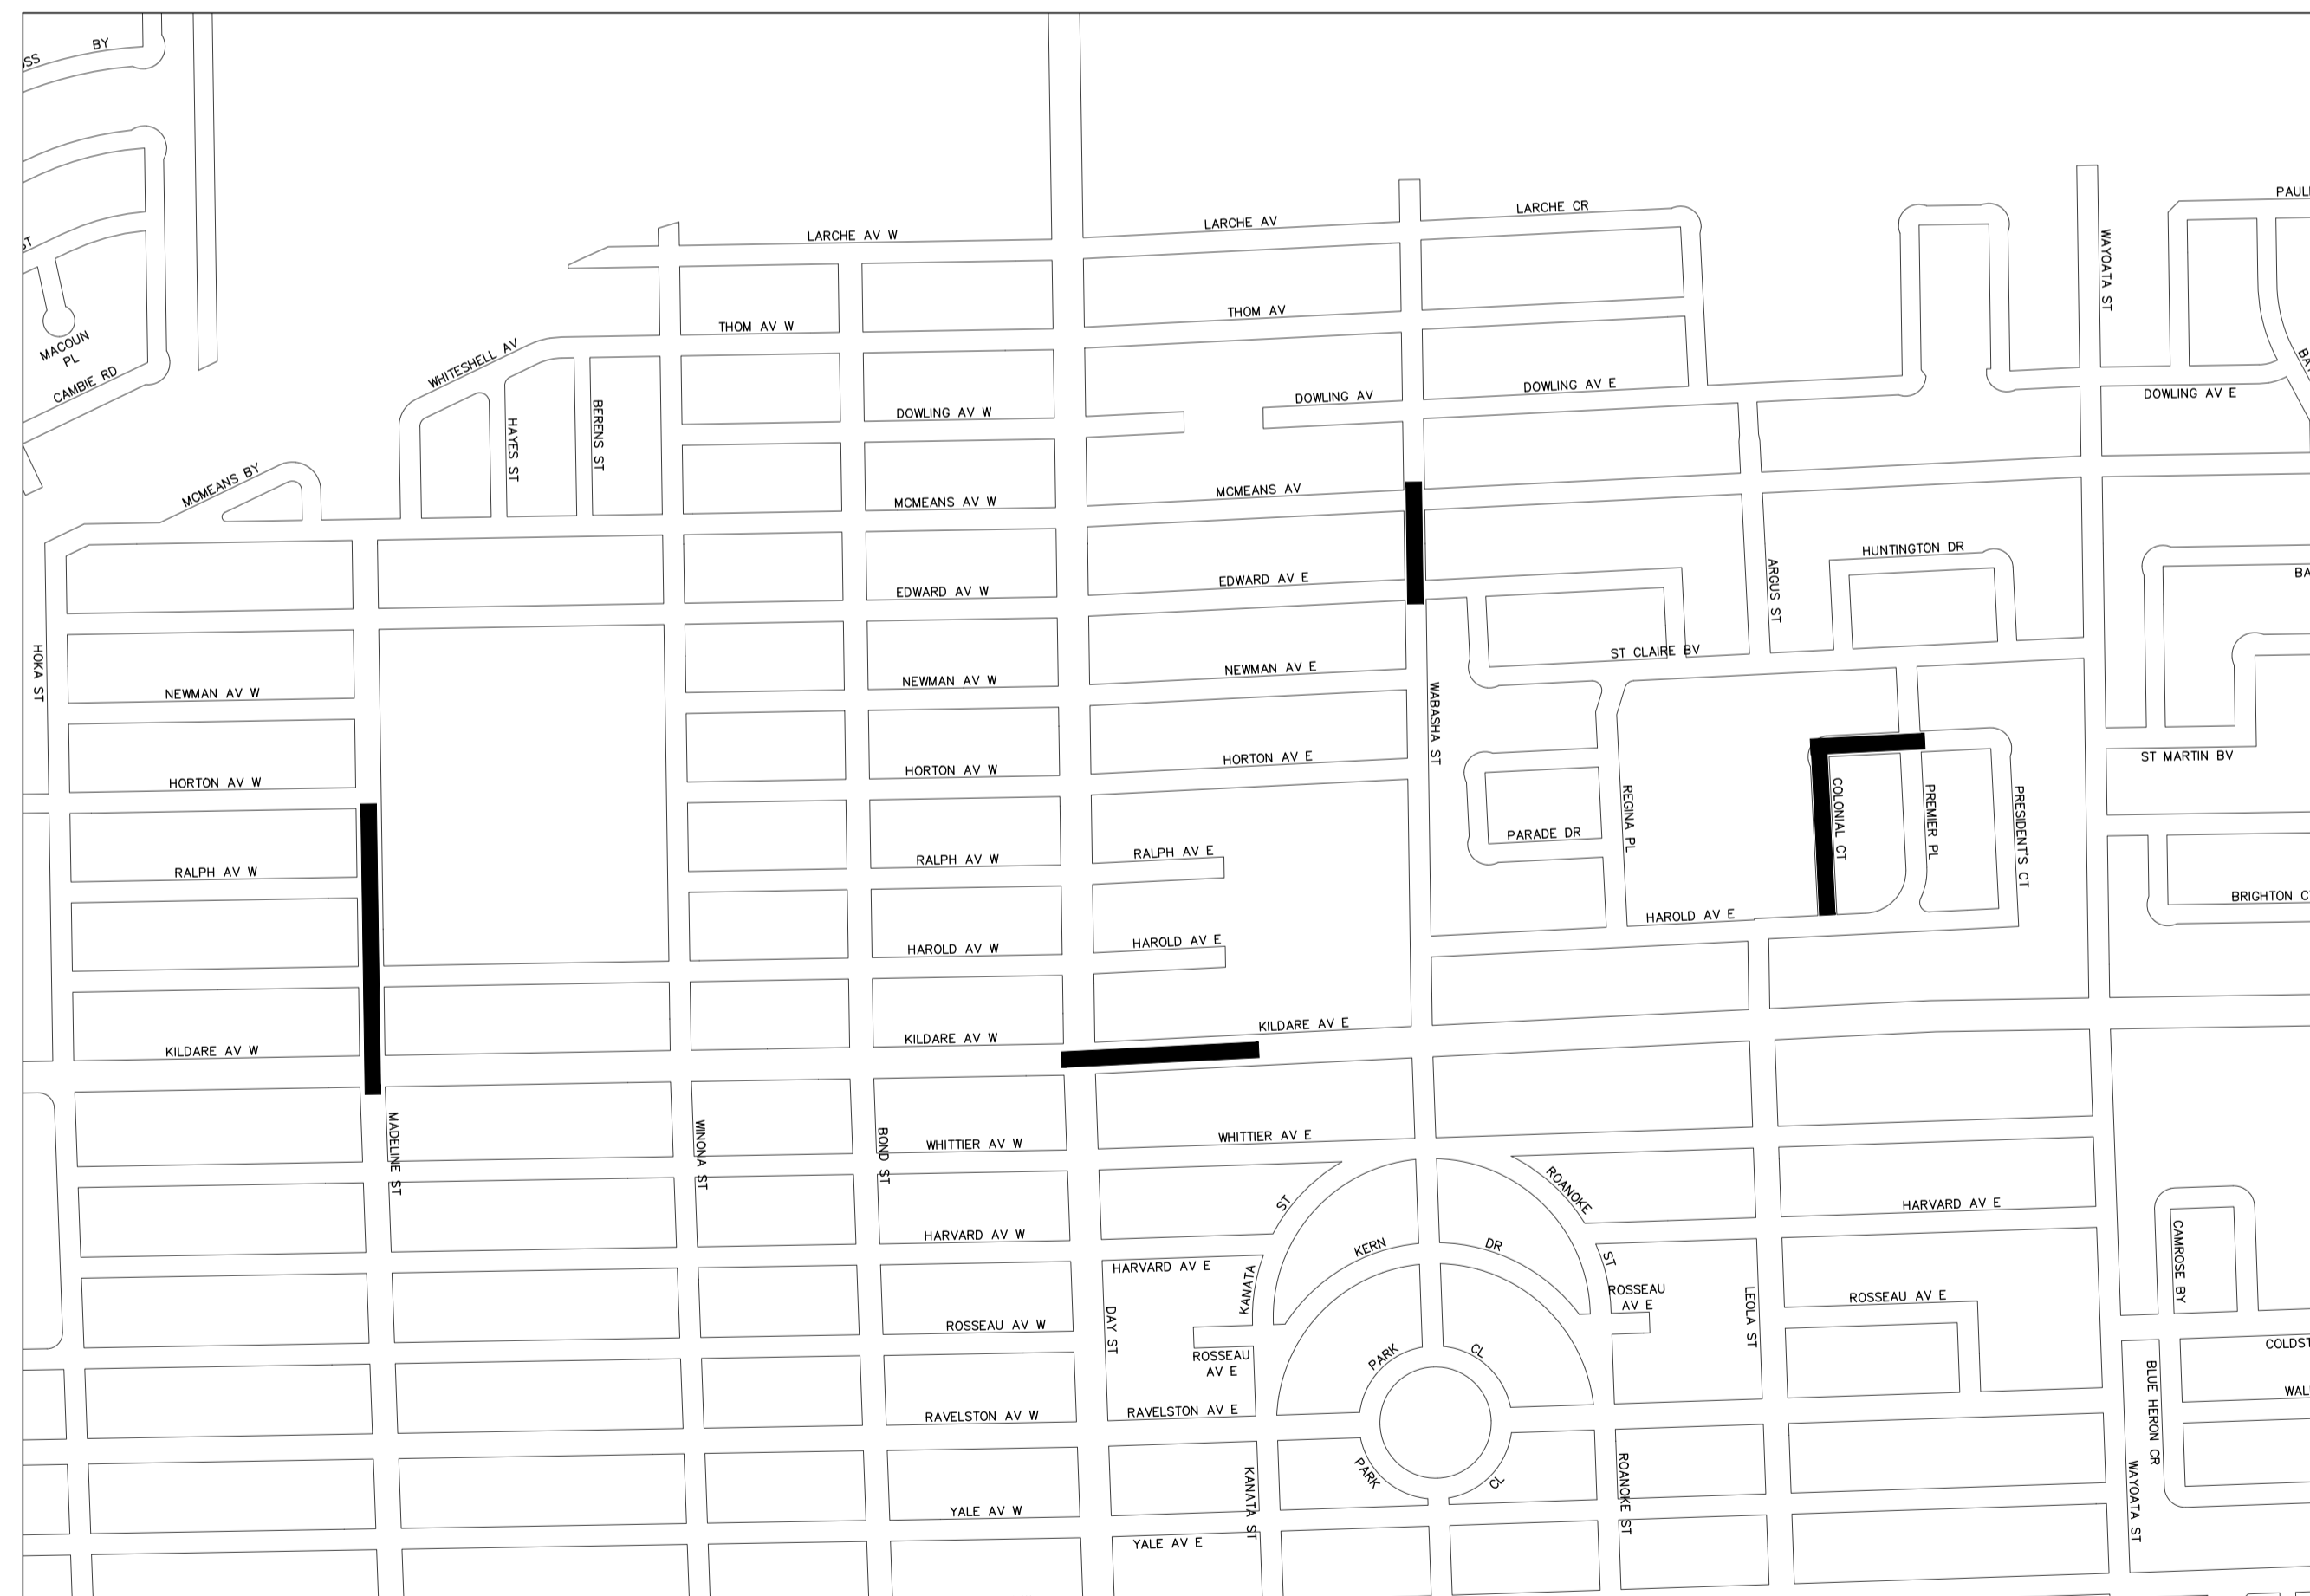 BY
PAUL
LARCHE CR
LARCHE AV
LARCHE AV W
WAYOATA ST
THOM AV
THOM AV W
MACOUN
PL
CAMBIE RD
WHITESHELL AV
DOWLING AV E
DOWLING AV E
DOWLING AV
DOWLING AV W
HAYES ST
BERENS ST
MCMEANS BY
MCMEANS AV
MCMEANS AV W
HUNTINGTON DR
ARGUS ST
BA
EDWARD AV E
EDWARD AV W
HOKA ST
ST CLAIRE BV
NEWMAN AV E
NEWMAN AV W
NEWMAN AV W
WABASHA ST
HORTON AV E
HORTON AV W
HORTON AV W
ST MARTIN BV
REGINA PL
COLONIAL CT
PREMIER PL
PRESIDENT'S CT
PARADE DR
RALPH AV E
RALPH AV W
RALPH AV W
BRIGHTON C
HAROLD AV E
HAROLD AV E
HAROLD AV W
KILDARE AV E
KILDARE AV W
KILDARE AV W
MADELINE ST
WINONA ST
BOND ST
WHITTIER AV W
WHITTIER AV E
ROANOKE
ST
KANATA
ST
HARVARD AV E
HARVARD AV W
HARVARD AV E
KERN
DR
CAMROSE BY
ROSSEAU
AV E
ROSSEAU AV E
ROSSEAU AV W
DAY ST
LEOLA ST
ROSSEAU
AV E
PARK
CL
COLDST
WAL
BLUE HERON CR
RAVELSTON AV W
RAVELSTON AV E
PARK
CL
KANATA ST
ROANOKE ST
WAYOATA ST
YALE AV W
YALE AV E